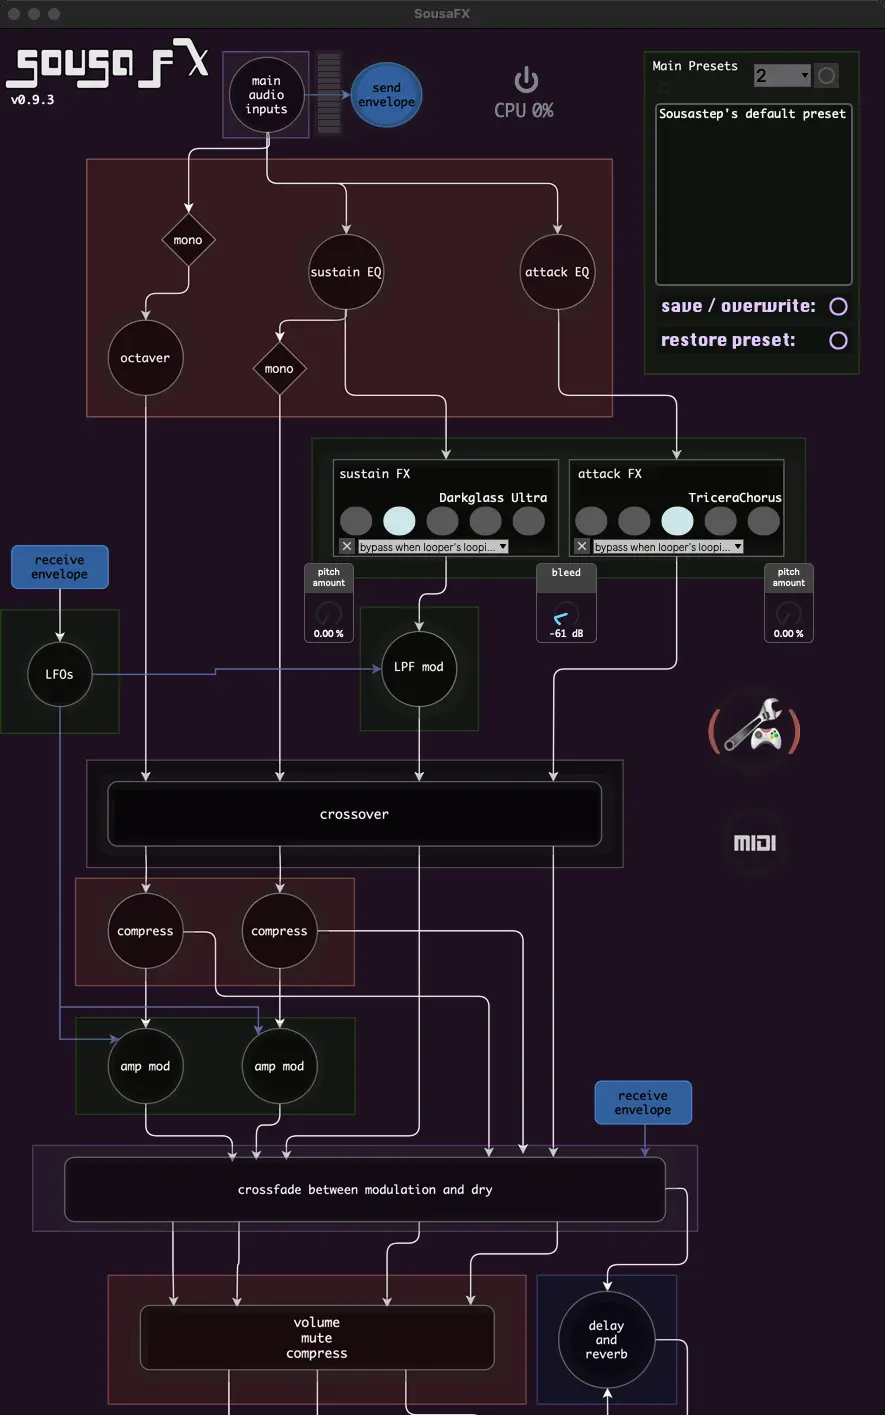 SousaFX
sousa fx
v0.9.3
main
audio
inputs
send
envelope
CPU 0%
Main Presets
2
Sousastep's default preset
save / overwrite:
restore preset:
mono
sustain EQ
attack EQ
octaver
mono
sustain FX
Darkglass Ultra
bypass when looper's loopi...
attack FX
TriceraChorus
bypass when looper's loopi...
receive
envelope
pitch
amount
0.00 %
bleed
-61 dB
pitch
amount
0.00 %
LFOs
LPF mod
MIDI
crossover
compress
compress
amp mod
amp mod
receive
envelope
crossfade between modulation and dry
volume
mute
compress
delay
and
reverb